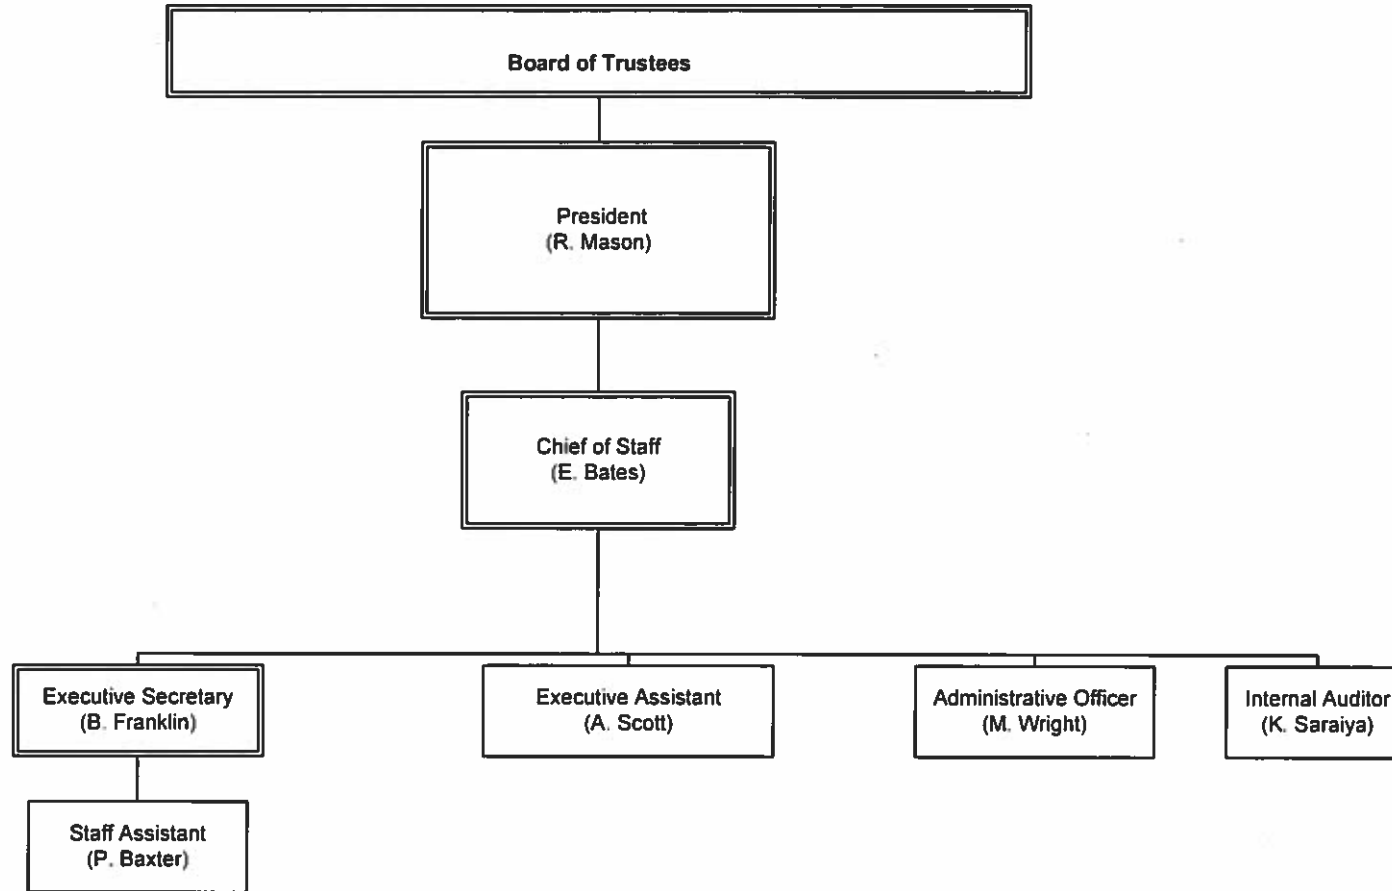 Board of Trustees
President
(R. Mason)
Chief of Staff
(E. Bates)
Executive Secretary
(B. Franklin)
Executive Assistant
(A. Scott)
Administrative Officer
(M. Wright)
Internal Auditor
(K. Saraiya)
Staff Assistant
(P. Baxter)